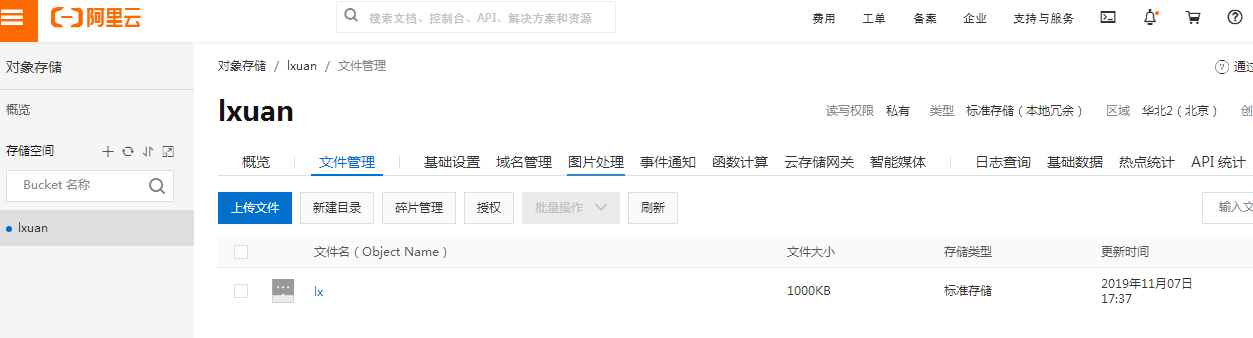 阿里云
搜索文档、控制台、API、解决方案和资源
费用 工单 备案 企业 支持与服务
对象存储
概览
存储空间
Bucket 名称
lxuan
对象存储 / lxuan / 文件管理
通过
lxuan
读写权限 私有 类型 标准存储（本地冗余） 区域 华北2（北京） 创
概览 文件管理 基础设置 域名管理 图片处理 事件通知 函数计算 云存储网关 智能媒体 日志查询 基础数据 热点统计 API 统计
上传文件 新建目录 碎片管理 授权 批量操作 刷新 输入文
文件名（Object Name） 文件大小 存储类型 更新时间
lx 1000KB 标准存储 2019年11月07日
17:37